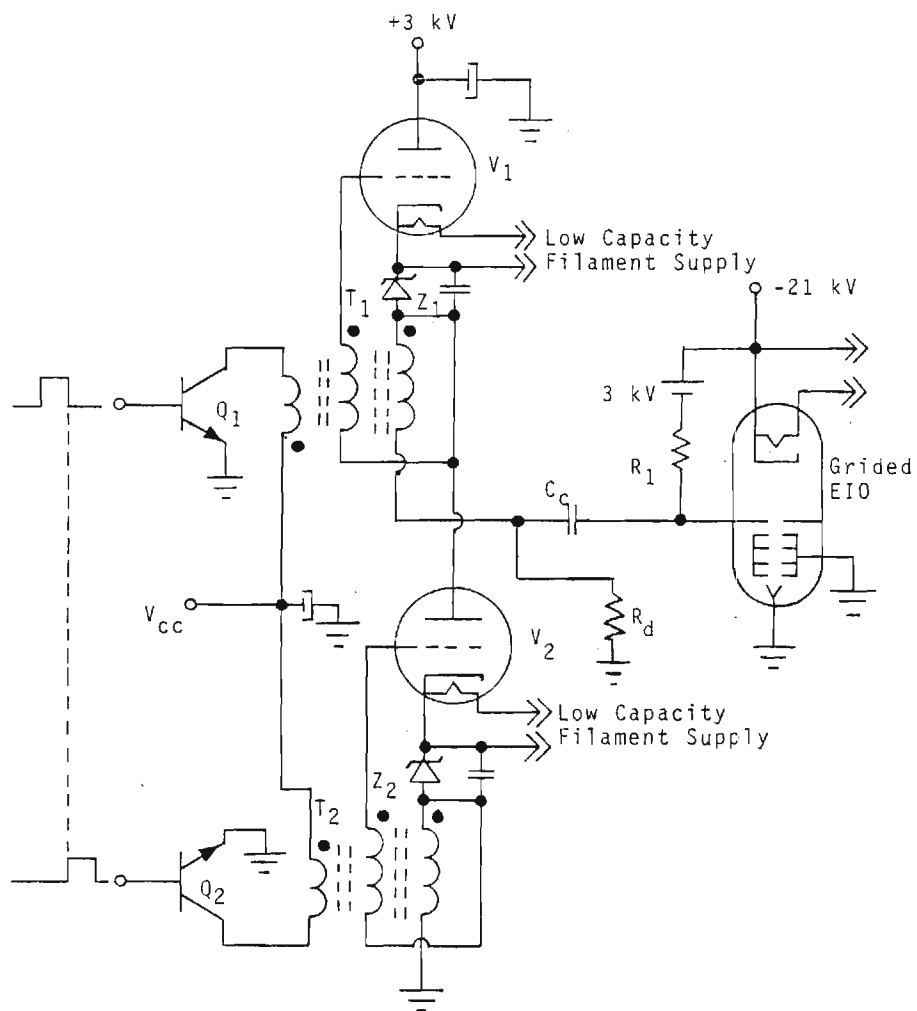 +3 kV
V1
Low Capacity
Filament Supply
T1
Z1
-21 kV
3 kV
R1
Grided
EIO
Q1
Cc
Vcc
Rd
V2
Low Capacity
Filament Supply
Z2
T2
Q2